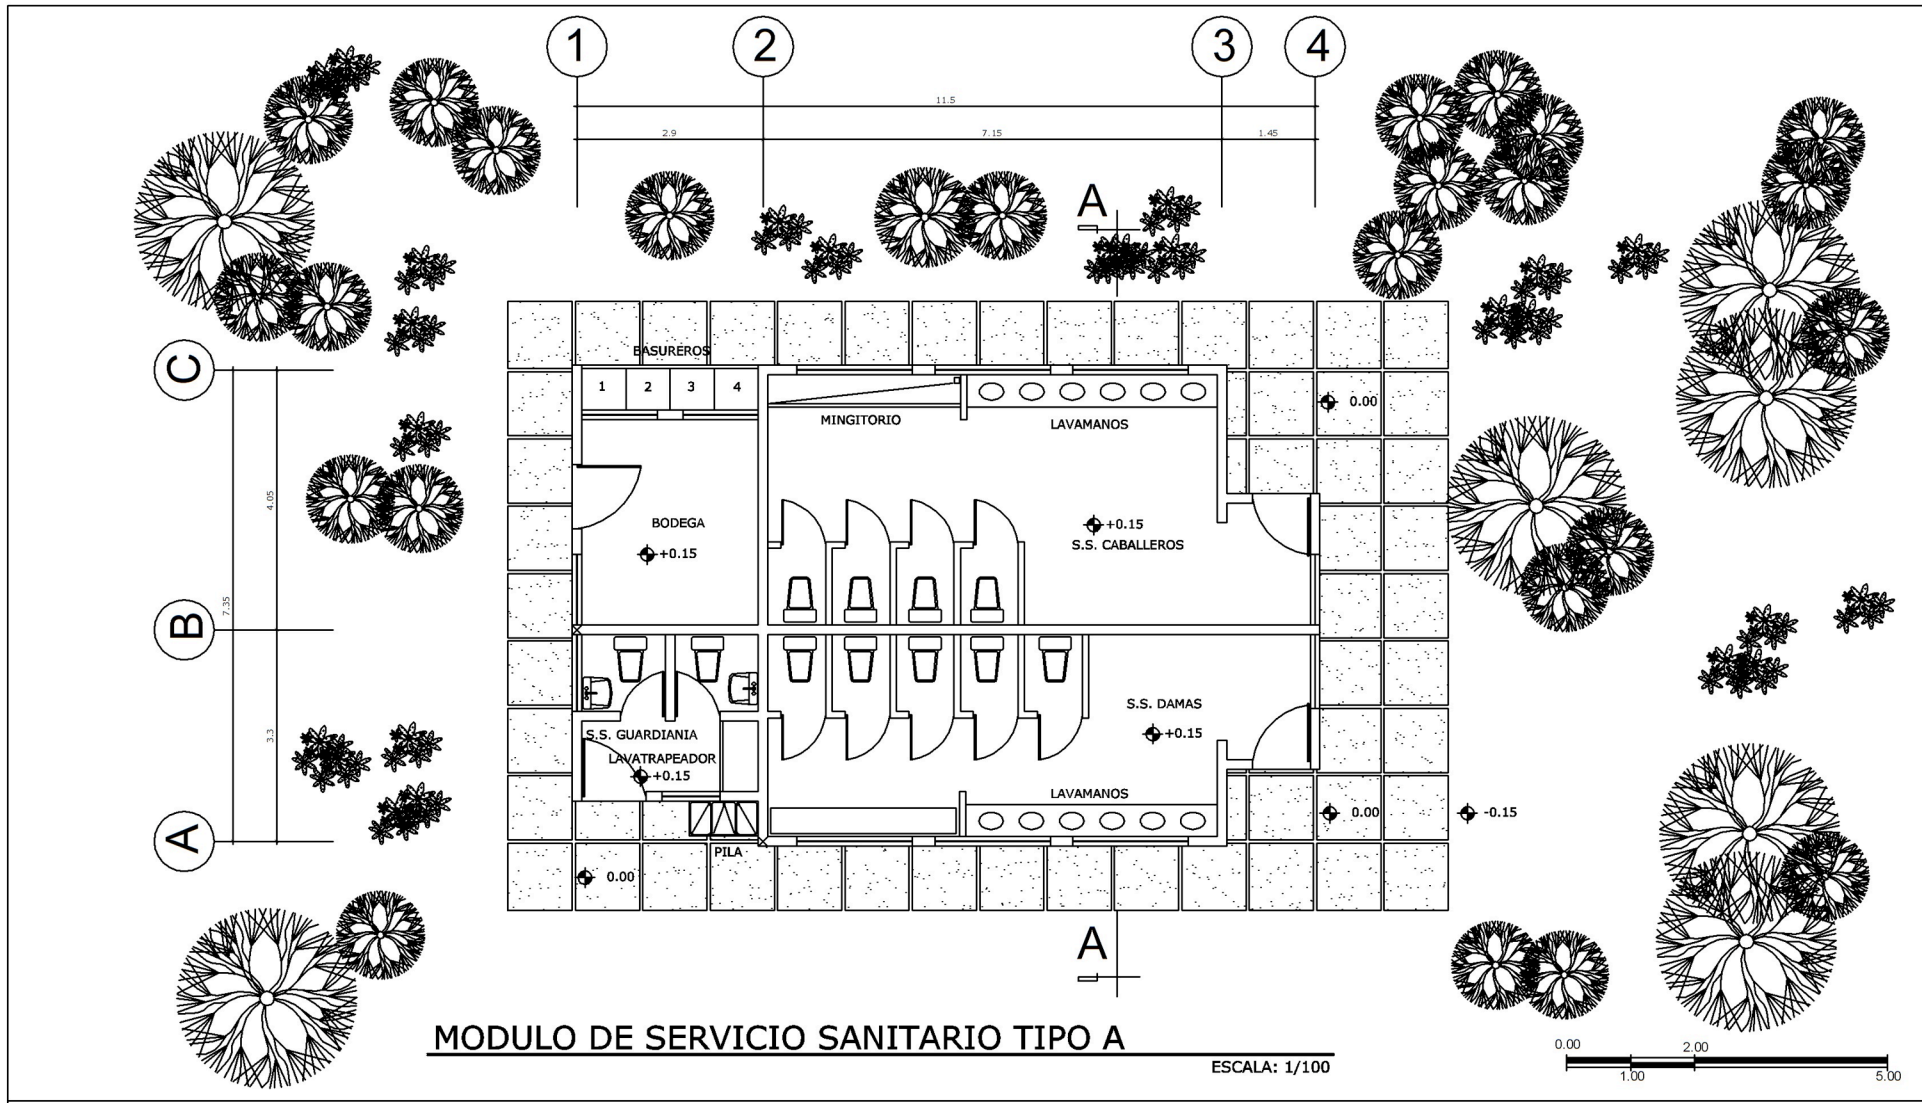 1 2 3 4
11.5
2.9 7.15 1.45
A
C
BASUREROS
1 2 3 4
0.00
MINGITORIO LAVAMANOS
4.05
BODEGA
+0.15
+0.15
S.S. CABALLEROS
7.35
B
S.S. DAMAS
+0.15
3.3
S.S. GUARDIANIA
LAVATRAPEADOR
+0.15
LAVAMANOS
0.00 -0.15
A
PILA
0.00
A
MODULO DE SERVICIO SANITARIO TIPO A
ESCALA: 1/100
0.00 2.00
1.00 5.00